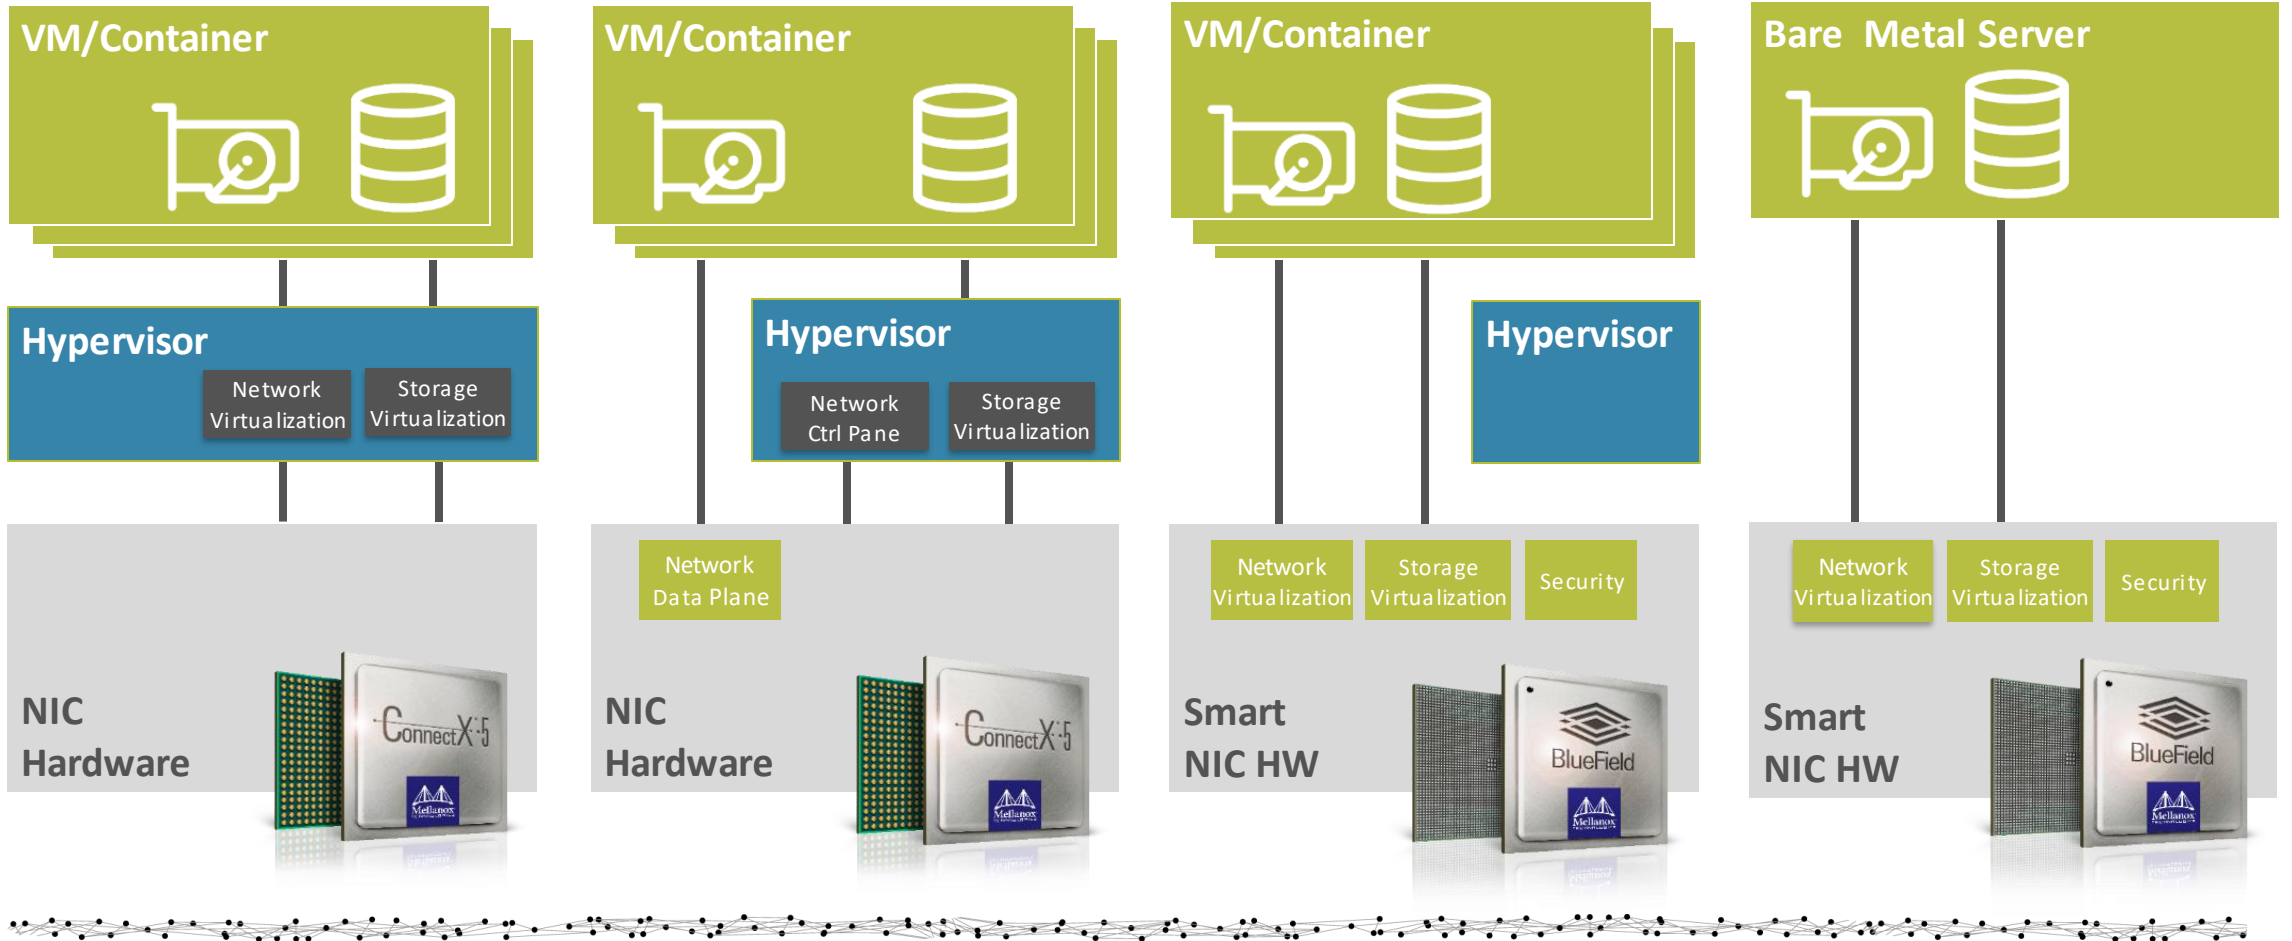 VM/Container
Hypervisor
Network
Virtualization
Storage
Virtualization
NIC
Hardware
ConnectX·5
Mellanox
VM/Container
Hypervisor
Network
Ctrl Pane
Storage
Virtualization
Network
Data Plane
NIC
Hardware
ConnectX·5
Mellanox
VM/Container
Hypervisor
Network
Virtualization
Storage
Virtualization
Security
Smart
NIC HW
BlueField
Mellanox
Bare Metal Server
Network
Virtualization
Storage
Virtualization
Security
Smart
NIC HW
BlueField
Mellanox